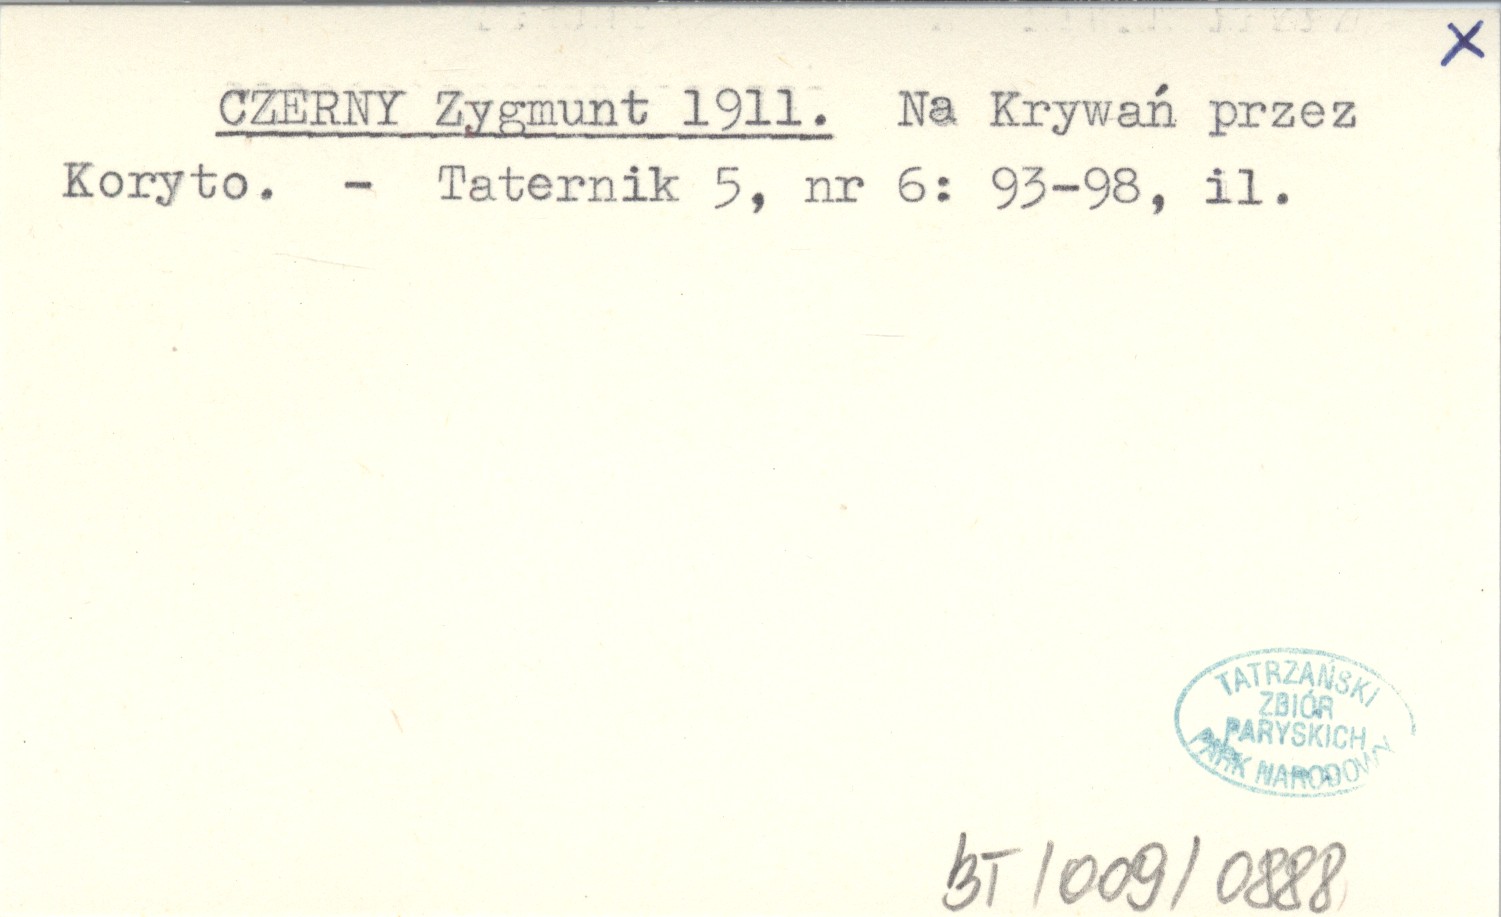 X
CZERNY Zygmunt 1911. Na Krywań przez
Koryto. - Taternik 5, nr 6: 93-98, il.
TATRZAŃSKI
ZBIÓR
PARYSKICH
PARK NARODOWY
BT/009/0888